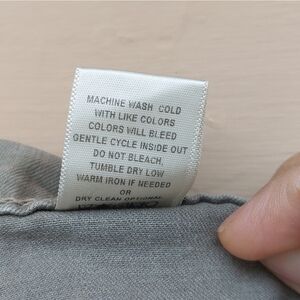 MACHINE WASH COLD
WITH LIKE COLORS
COLORS WILL BLEED
GENTLE CYCLE INSIDE OUT
DO NOT BLEACH,
TUMBLE DRY LOW
WARM IRON IF NEEDED
OR
DRY CLEAN OPTIONAL